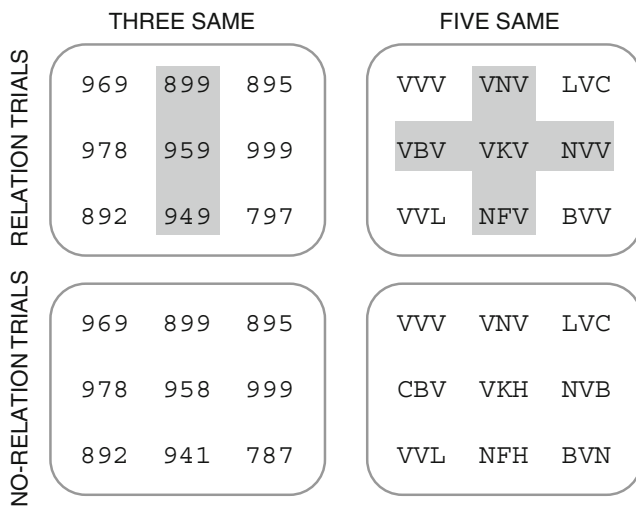 THREE SAME FIVE SAME
RELATION TRIALS
969 899 895 VVV VNV LVC
978 959 999 VBV VKV NVV
892 949 797 VVL NFV BVV
NO-RELATION TRIALS
969 899 895 VVV VNV LVC
978 958 999 CBV VKH NVB
892 941 787 VVL NFH BVN